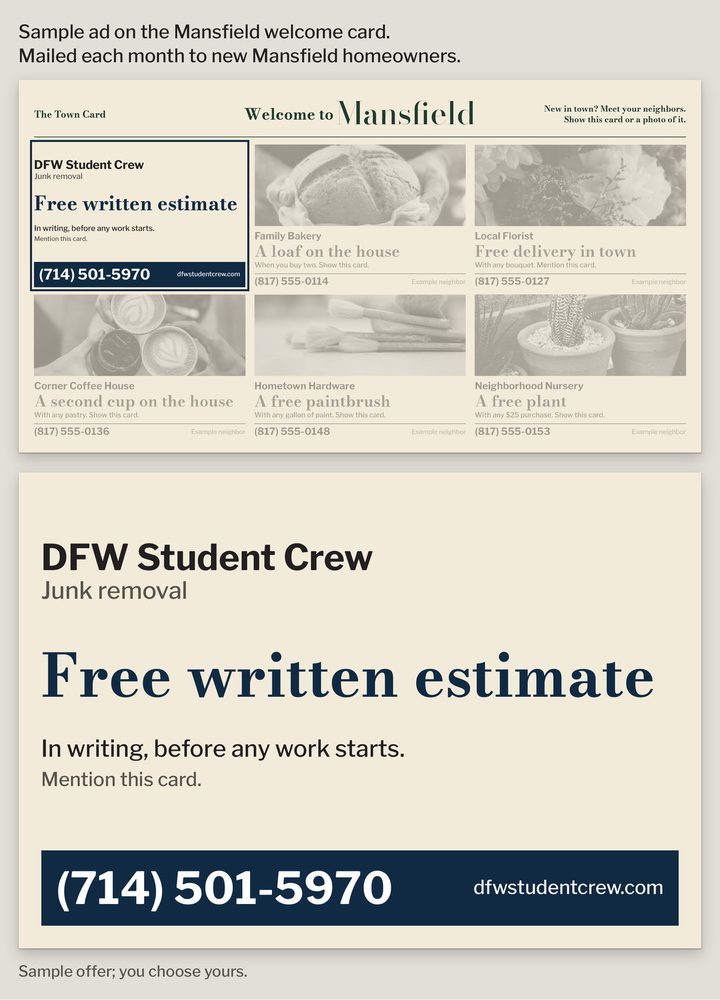 Sample ad on the Mansfield welcome card.
Mailed each month to new Mansfield homeowners.
The Town Card
Welcome to Mansfield
New in town? Meet your neighbors.
Show this card or a photo of it.
DFW Student Crew
Junk removal
Free written estimate
In writing, before any work starts.
Mention this card.
(714) 501-5970
dfwstudentcrew.com
Family Bakery
A loaf on the house
When you buy two. Show this card.
(817) 555-0114
Example neighbor
Local Florist
Free delivery in town
With any bouquet. Mention this card.
(817) 555-0127
Example neighbor
Corner Coffee House
A second cup on the house
With any pastry. Show this card.
(817) 555-0136
Example neighbor
Hometown Hardware
A free paintbrush
With any gallon of paint. Show this card.
(817) 555-0148
Example neighbor
Neighborhood Nursery
A free plant
With any $25 purchase. Show this card.
(817) 555-0153
Example neighbor
DFW Student Crew
Junk removal
Free written estimate
In writing, before any work starts.
Mention this card.
(714) 501-5970
dfwstudentcrew.com
Sample offer; you choose yours.